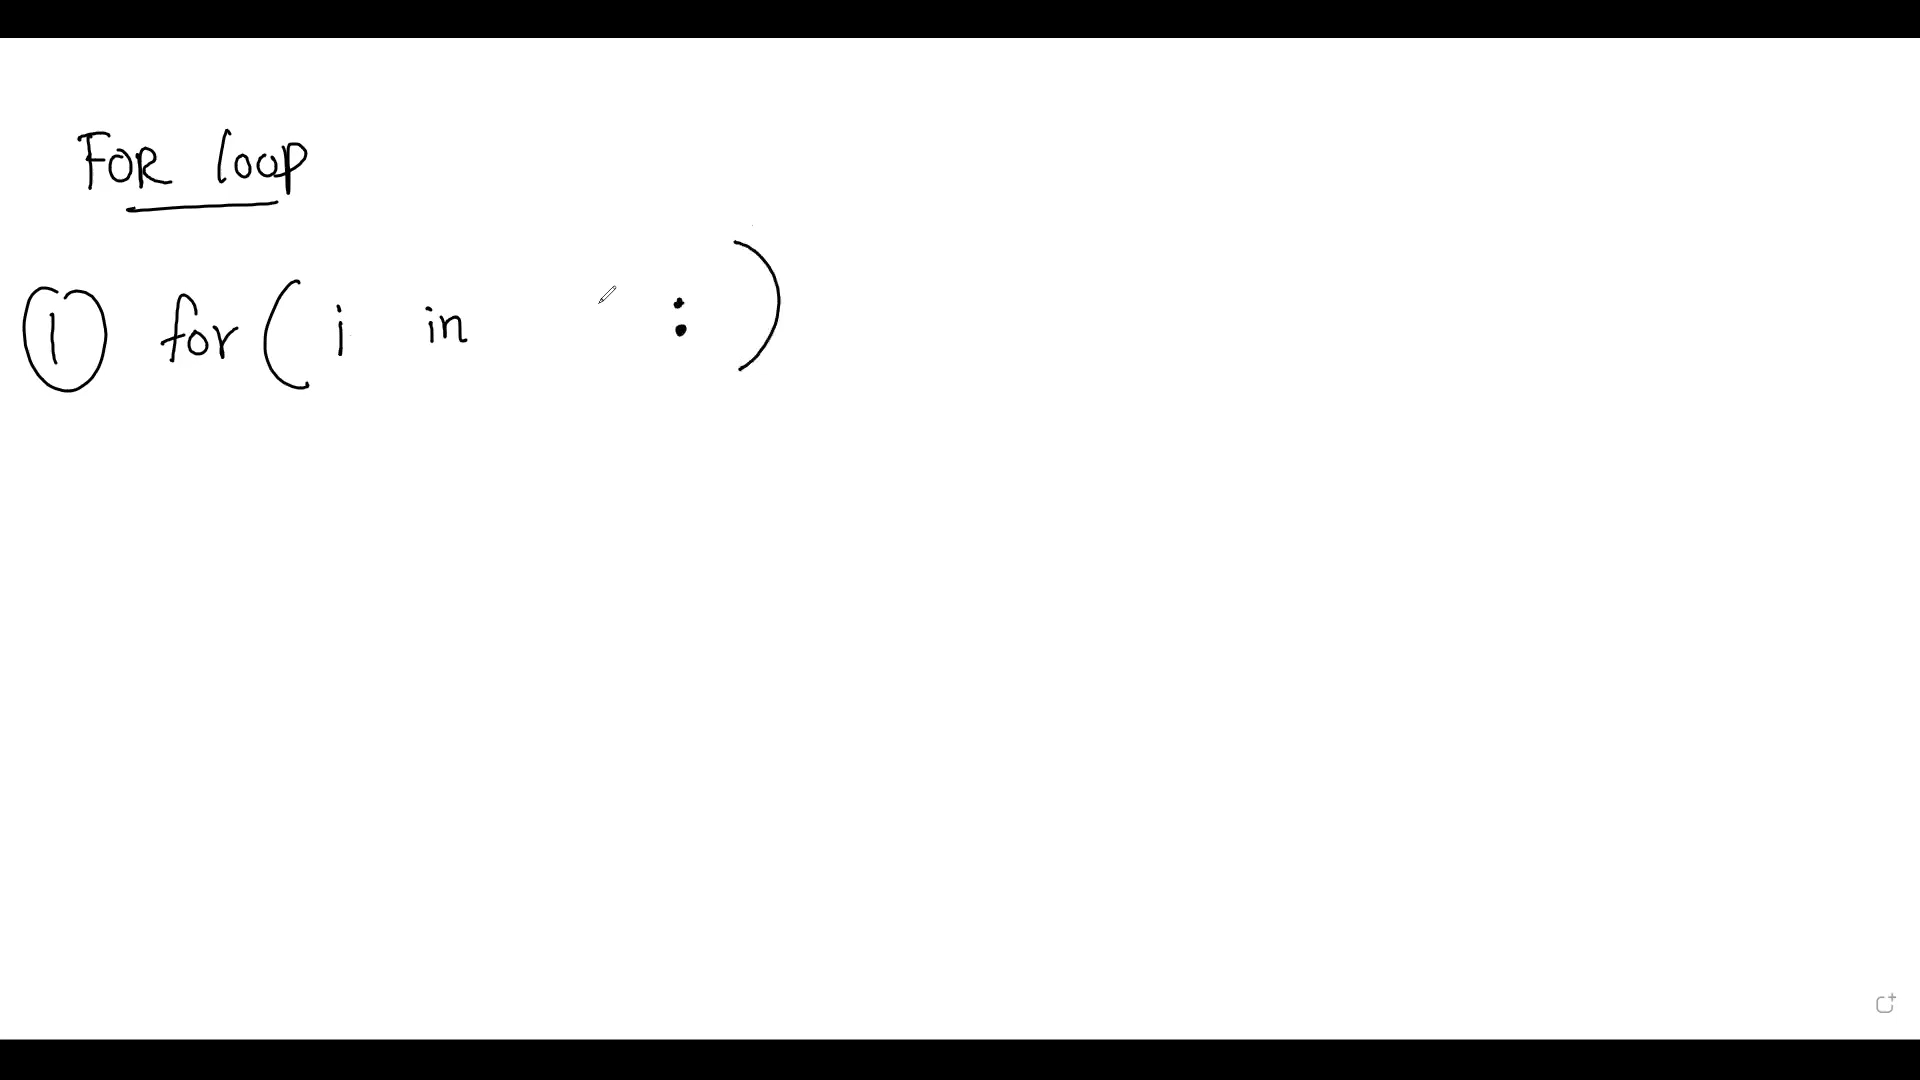 FOR loop
① for( i in : )